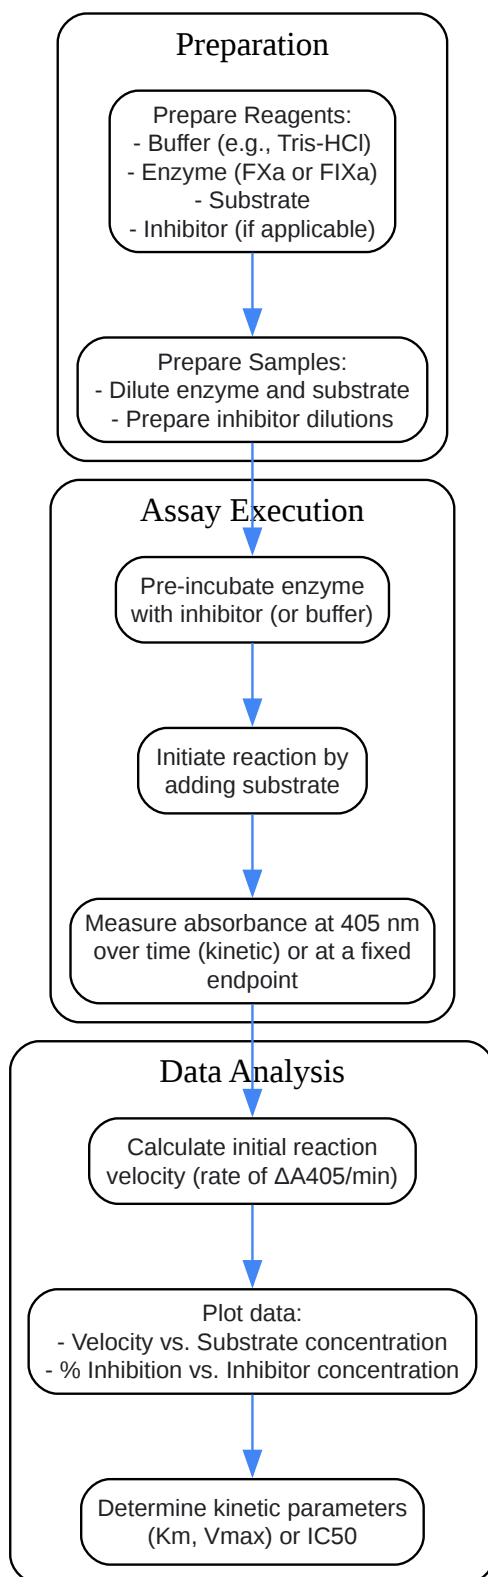 Preparation
Prepare Reagents:
- Buffer (e.g., Tris-HCl)
- Enzyme (FXa or FIXa)
- Substrate
- Inhibitor (if applicable)
Prepare Samples:
- Dilute enzyme and substrate
- Prepare inhibitor dilutions
Assay Execution
Pre-incubate enzyme
with inhibitor (or buffer)
Initiate reaction by
adding substrate
Measure absorbance at 405 nm
over time (kinetic) or at a fixed
endpoint
Data Analysis
Calculate initial reaction
velocity (rate of ΔA405/min)
Plot data:
- Velocity vs. Substrate concentration
- % Inhibition vs. Inhibitor concentration
Determine kinetic parameters
(Km, Vmax) or IC50